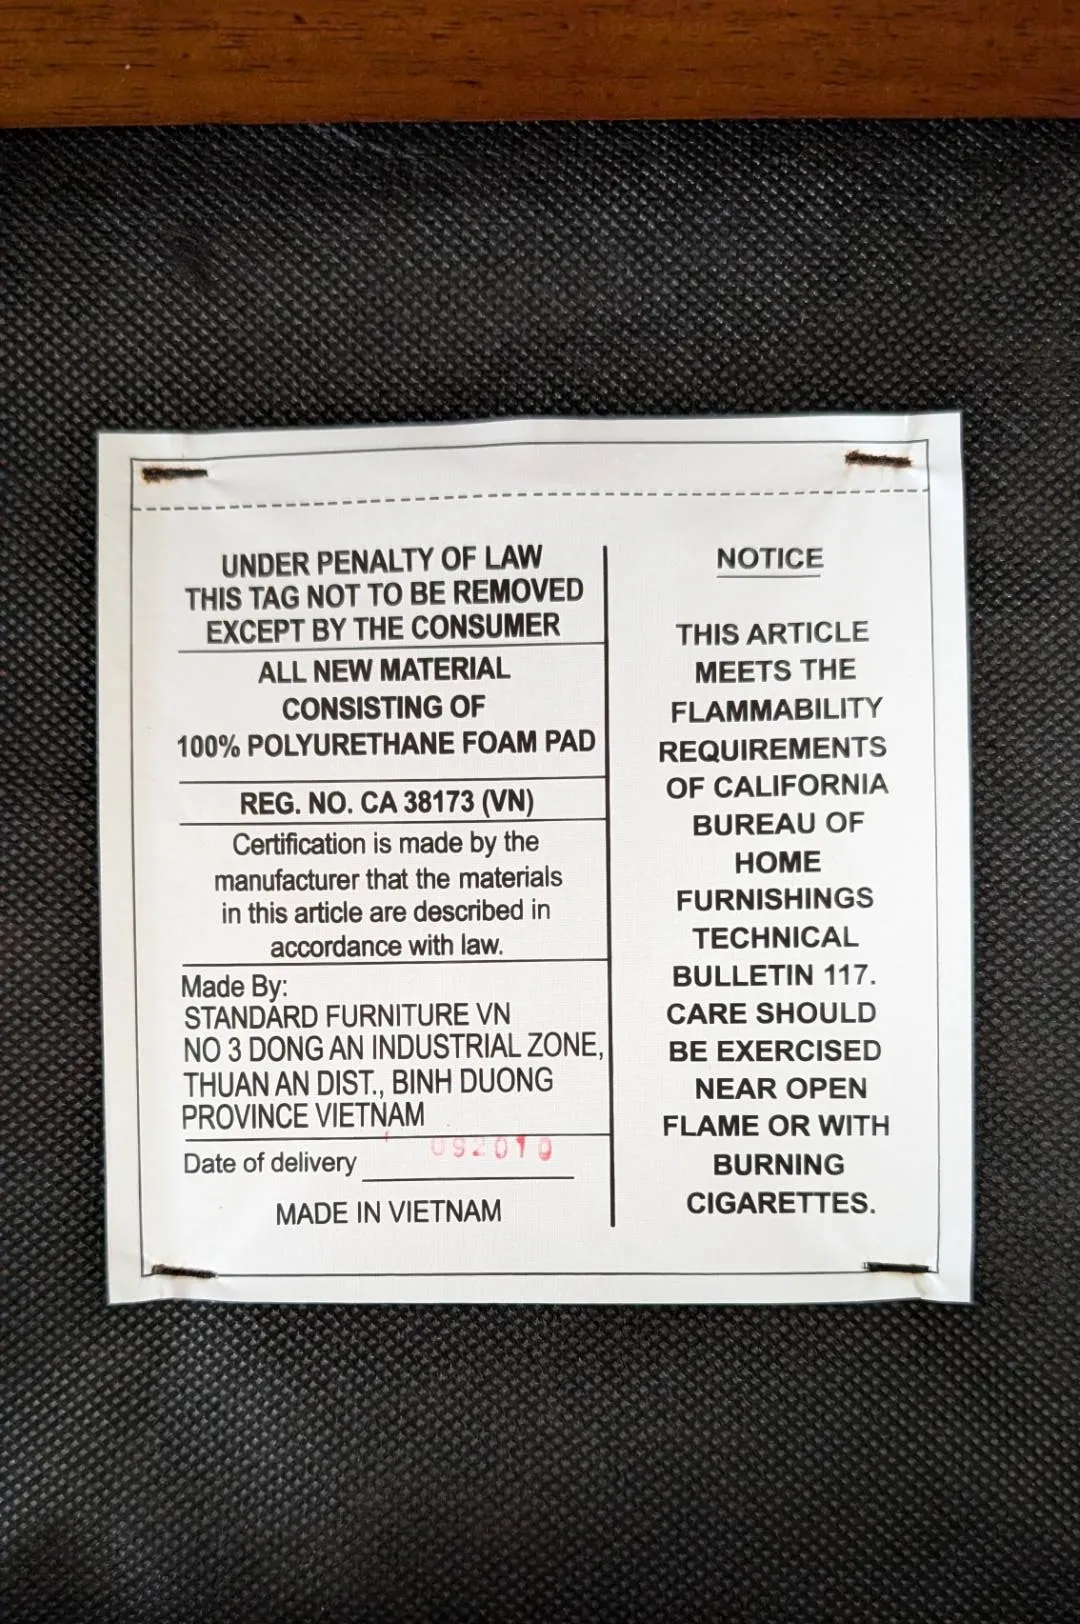 UNDER PENALTY OF LAW
THIS TAG NOT TO BE REMOVED
EXCEPT BY THE CONSUMER
ALL NEW MATERIAL
CONSISTING OF
100% POLYURETHANE FOAM PAD
REG. NO. CA 38173 (VN)
Certification is made by the
manufacturer that the materials
in this article are described in
accordance with law.
Made By:
STANDARD FURNITURE VN
NO 3 DONG AN INDUSTRIAL ZONE,
THUAN AN DIST., BINH DUONG
PROVINCE VIETNAM
Date of delivery 092010
MADE IN VIETNAM
NOTICE
THIS ARTICLE
MEETS THE
FLAMMABILITY
REQUIREMENTS
OF CALIFORNIA
BUREAU OF
HOME
FURNISHINGS
TECHNICAL
BULLETIN 117.
CARE SHOULD
BE EXERCISED
NEAR OPEN
FLAME OR WITH
BURNING
CIGARETTES.